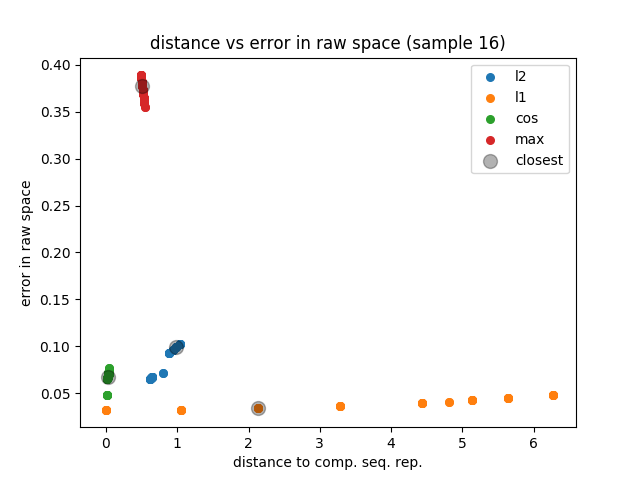 distance vs error in raw space (sample 16)
0.40
0.35
0.30
0.25
0.20
0.15
0.10
0.05
error in raw space
l2
l1
cos
max
closest
0 1 2 3 4 5 6
distance to comp. seq. rep.